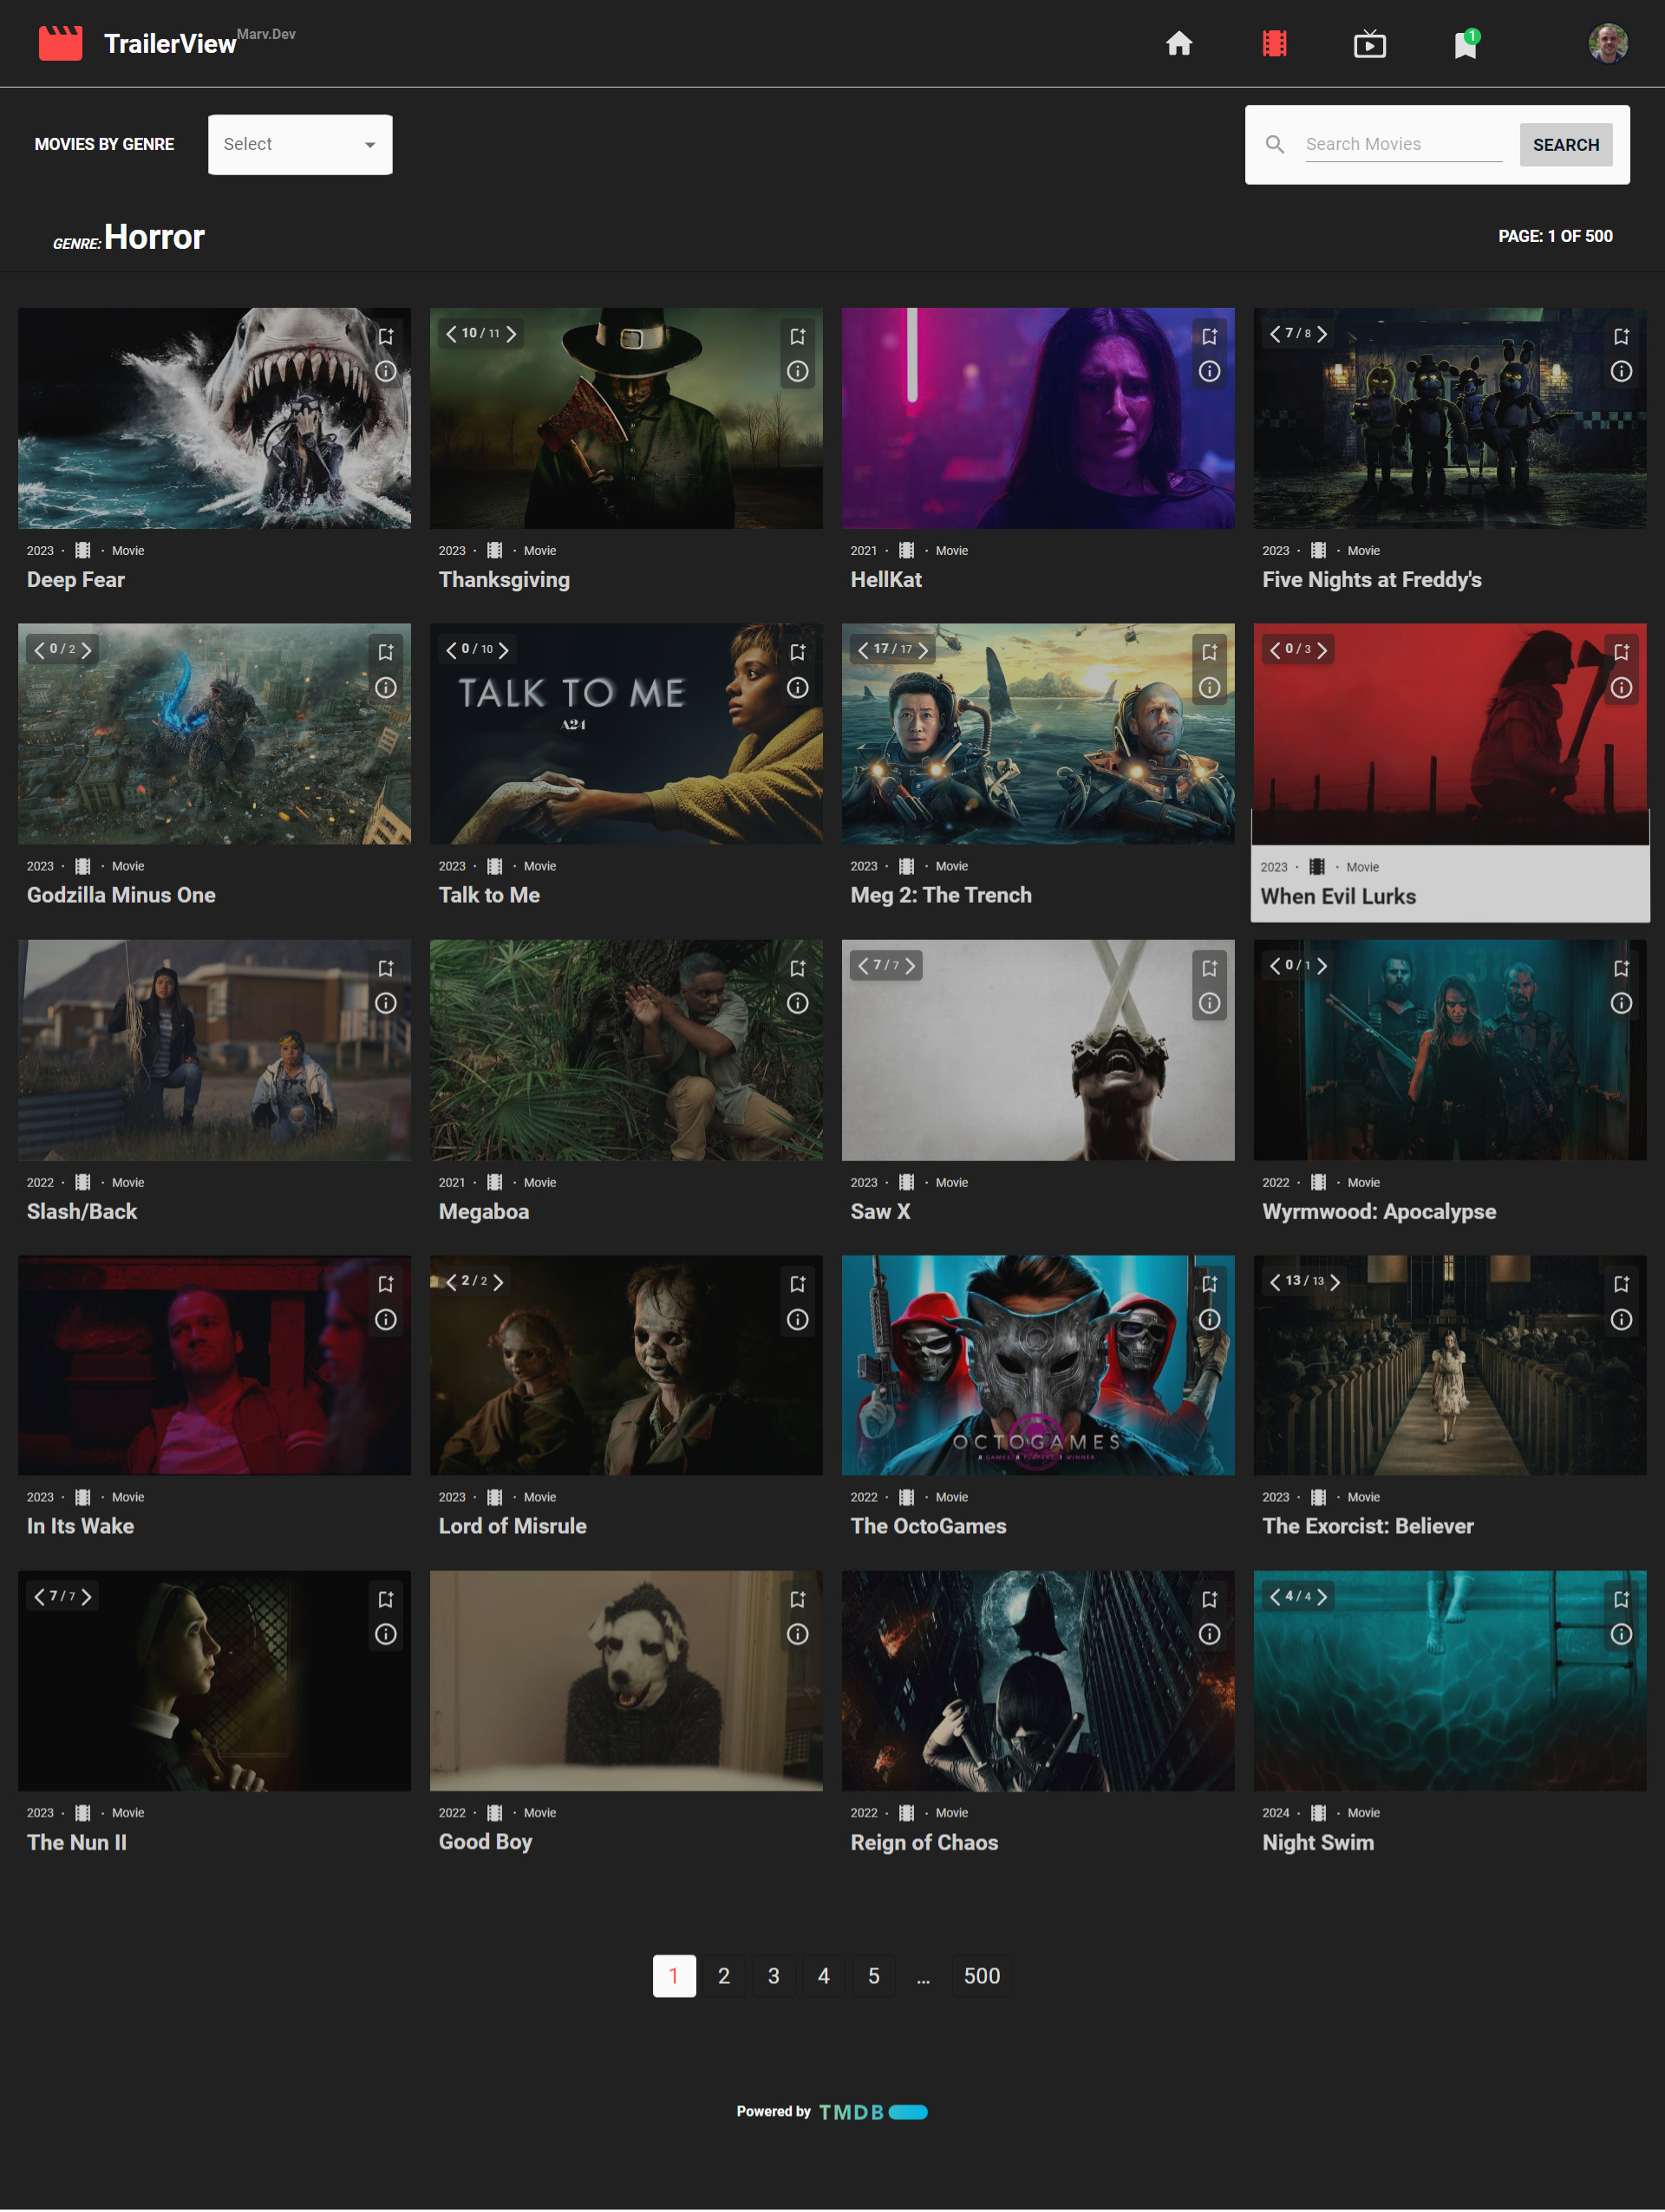 TrailerView Marv.Dev
1
MOVIES BY GENRE
Select
Search Movies
SEARCH
GENRE: Horror
PAGE: 1 OF 500
10 / 11
7 / 8
2023 · · Movie
Deep Fear
2023 · · Movie
Thanksgiving
2021 · · Movie
HellKat
2023 · · Movie
Five Nights at Freddy's
0 / 2
0 / 10
TALK TO ME
A24
17 / 17
0 / 3
2023 · · Movie
Godzilla Minus One
2023 · · Movie
Talk to Me
2023 · · Movie
Meg 2: The Trench
2023 · · Movie
When Evil Lurks
7 / 7
0 / 1
2022 · · Movie
Slash/Back
2021 · · Movie
Megaboa
2023 · · Movie
Saw X
2022 · · Movie
Wyrmwood: Apocalypse
2 / 2
OCTOGAMES
8 GAMES. 8 PLAYERS. 1 WINNER
13 / 13
2023 · · Movie
In Its Wake
2023 · · Movie
Lord of Misrule
2022 · · Movie
The OctoGames
2023 · · Movie
The Exorcist: Believer
7 / 7
4 / 4
2023 · · Movie
The Nun II
2022 · · Movie
Good Boy
2022 · · Movie
Reign of Chaos
2024 · · Movie
Night Swim
1 2 3 4 5 ... 500
Powered by TMDB